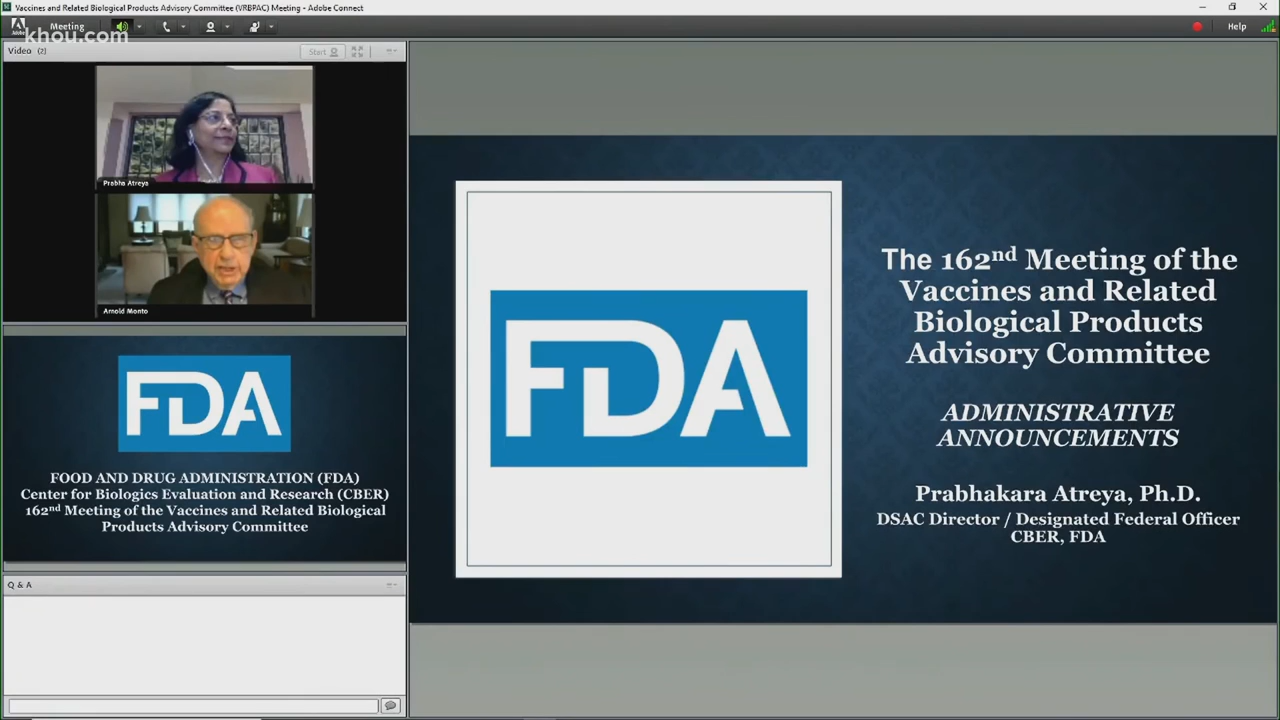 Vaccines and Related Biological Products Advisory Committee (VRBPAC) Meeting - Adobe Connect
Meeting
Help
khou.com
Video (2)
Start
Prabha Atreya
Arnold Monto
FDA
FOOD AND DRUG ADMINISTRATION (FDA)
Center for Biologics Evaluation and Research (CBER)
162nd Meeting of the Vaccines and Related Biological
Products Advisory Committee
Q & A
FDA
The 162nd Meeting of the
Vaccines and Related
Biological Products
Advisory Committee
ADMINISTRATIVE
ANNOUNCEMENTS
Prabhakara Atreya, Ph.D.
DSAC Director / Designated Federal Officer
CBER, FDA